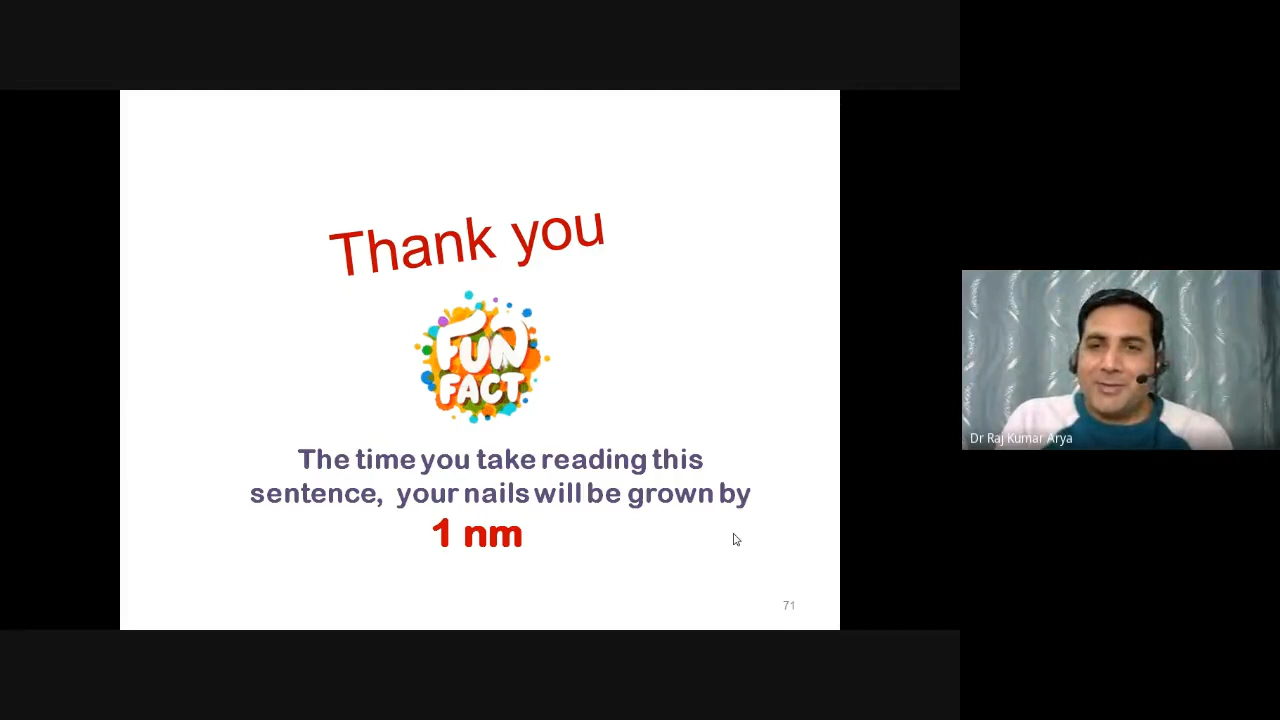 Thank you
FUN
FACT
The time you take reading this
sentence, your nails will be grown by
1 nm
71
Dr Raj Kumar Arya